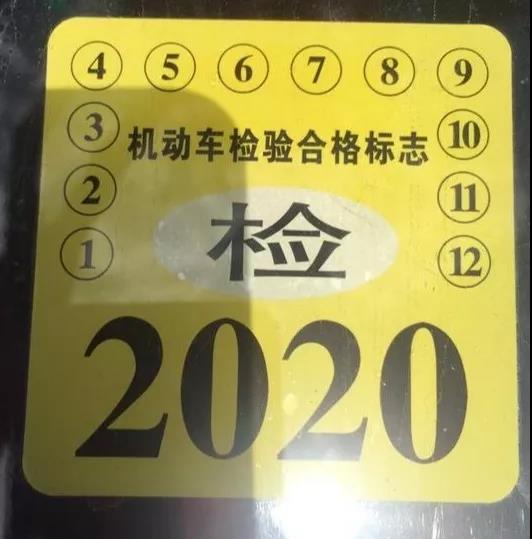 ④ ⑤ ⑥ ⑦ ⑧ ⑨
③ 机动车检验合格标志 ⑩
② ⑪
① 检 ⑫
2020